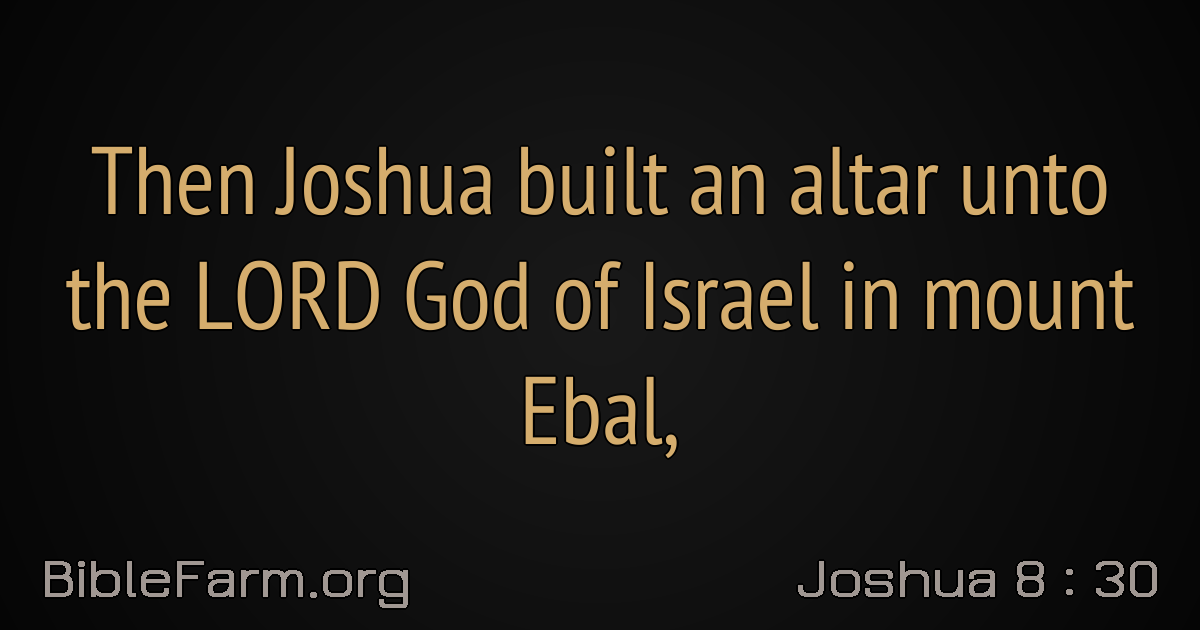 Then Joshua built an altar unto
the LORD God of Israel in mount
Ebal,
BibleFarm.org
Joshua 8 : 30